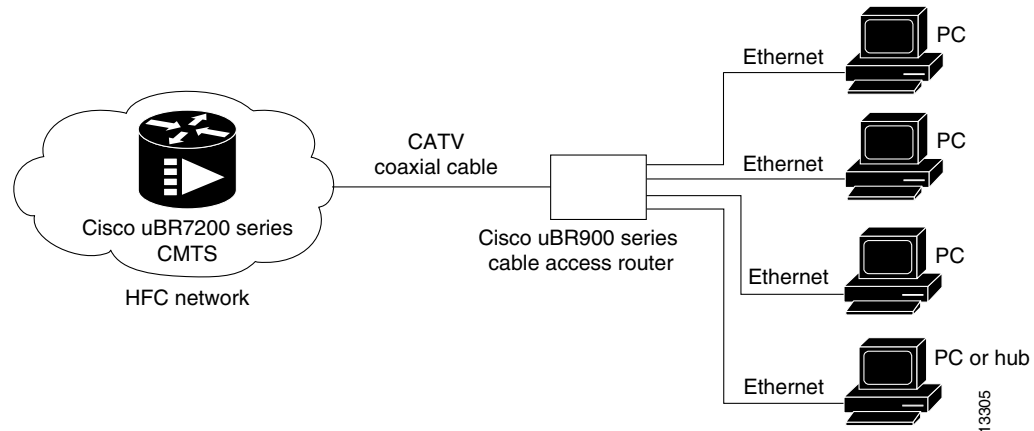 PC
Ethernet
CATV
coaxial cable
PC
Ethernet
Cisco uBR7200 series
CMTS
HFC network
Cisco uBR900 series
cable access router
PC
Ethernet
PC or hub
Ethernet
13305